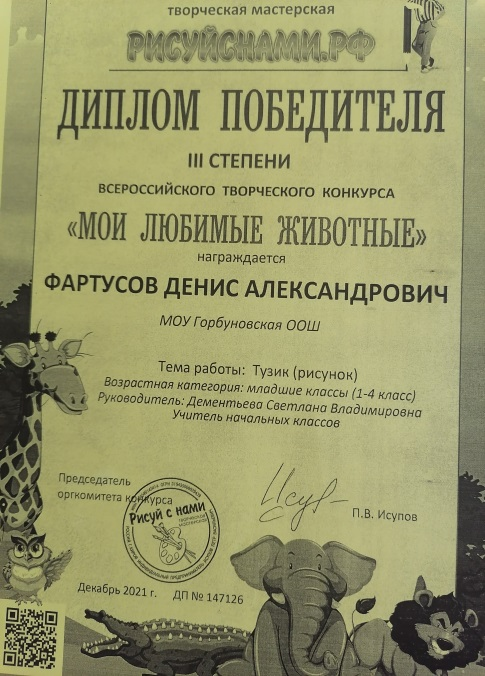 творческая мастерская
РИСУЙСНАМИ.РФ
ДИПЛОМ ПОБЕДИТЕЛЯ
III СТЕПЕНИ
ВСЕРОССИЙСКОГО ТВОРЧЕСКОГО КОНКУРСА
«МОИ ЛЮБИМЫЕ ЖИВОТНЫЕ»
награждается
ФАРТУСОВ ДЕНИС АЛЕКСАНДРОВИЧ
МОУ Горбуновская ООШ
Тема работы: Тузик (рисунок)
Возрастная категория: младшие классы (1-4 класс)
Руководитель: Дементьева Светлана Владимировна
Учитель начальных классов
Председатель
оргкомитета конкурса
Рисуй с нами
творческая
мастерская
П.В. Исупов
Декабрь 2021 г. ДП № 147126